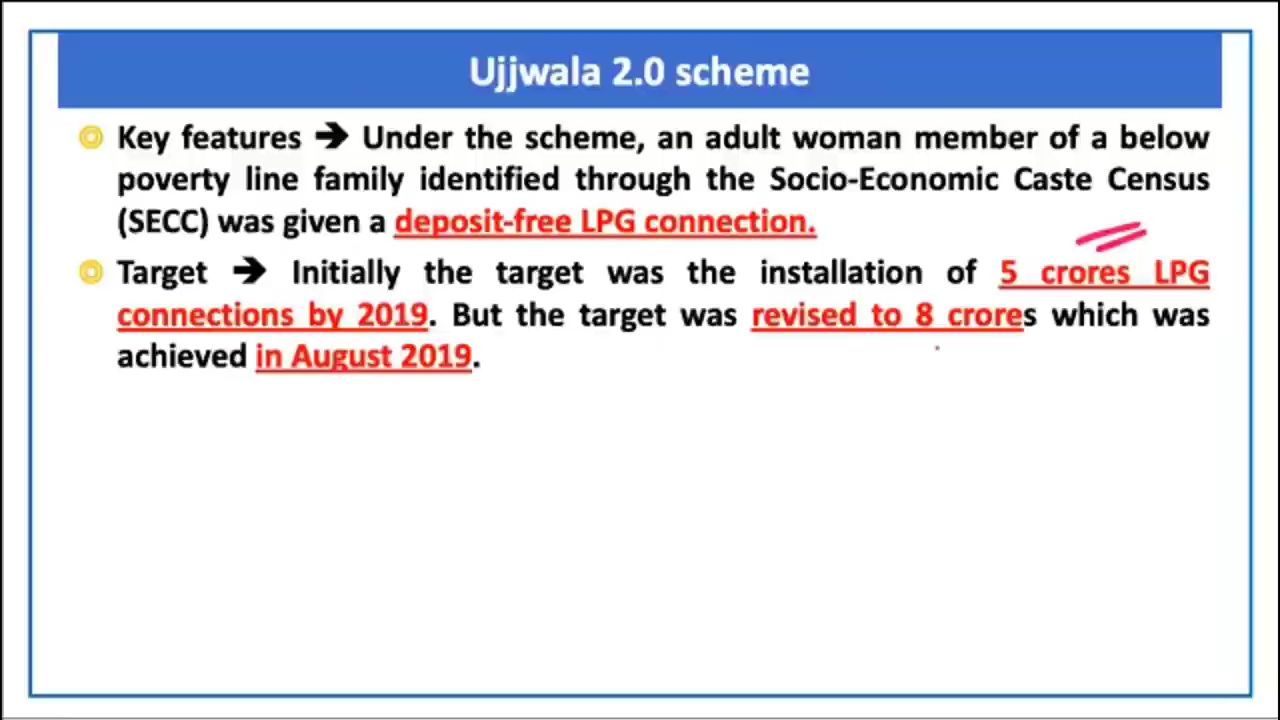 Ujjwala 2.0 scheme
Key features ➔ Under the scheme, an adult woman member of a below
poverty line family identified through the Socio-Economic Caste Census
(SECC) was given a deposit-free LPG connection.
Target ➔ Initially the target was the installation of 5 crores LPG
connections by 2019. But the target was revised to 8 crores which was
achieved in August 2019.